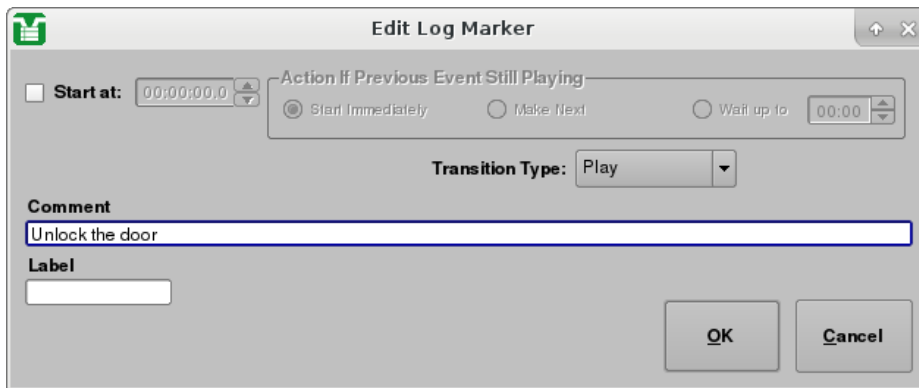 Edit Log Marker
Start at: 00:00:00.0
Action If Previous Event Still Playing
Start Immediately Make Next Wait up to 00:00
Transition Type: Play
Comment
Unlock the door
Label
OK Cancel